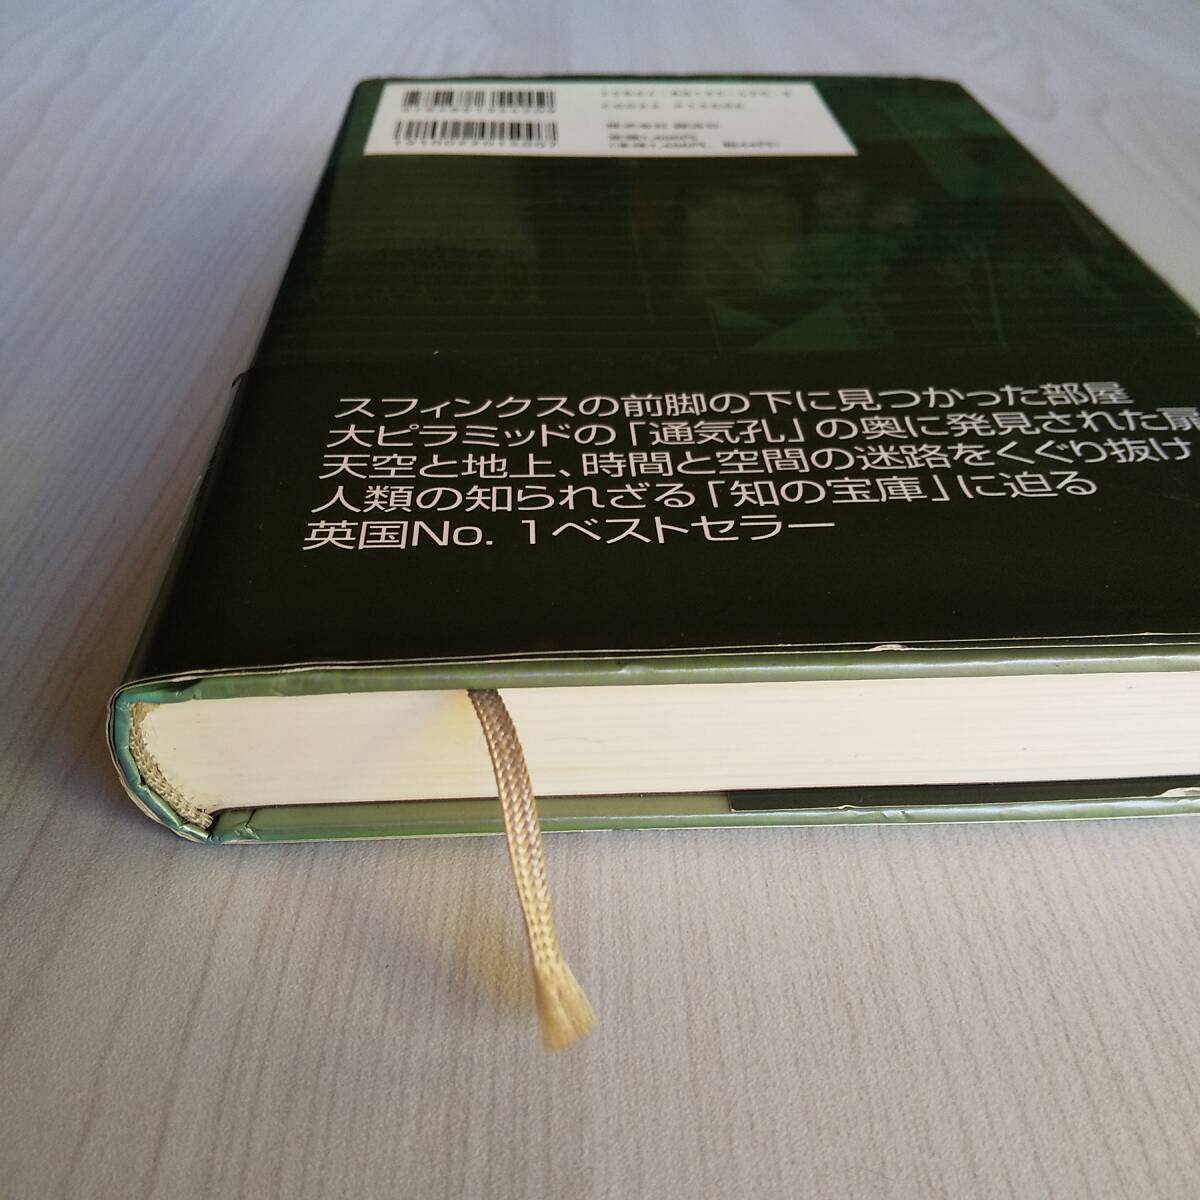 スフィンクスの前脚の下に見つかった部屋
大ピラミッドの「通気孔」の奥に発見された扉
天空と地上、時間と空間の迷路をくぐり抜け
人類の知られざる「知の宝庫」に迫る
英国No. 1ベストセラー